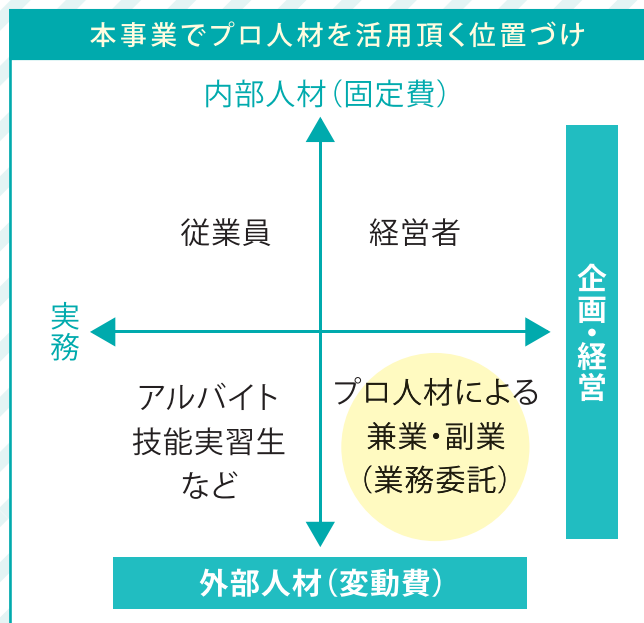 本事業でプロ人材を活用頂く位置づけ
内部人材（固定費）
従業員
経営者
実務
企画・経営
アルバイト
技能実習生
など
プロ人材による
兼業・副業
（業務委託）
外部人材（変動費）